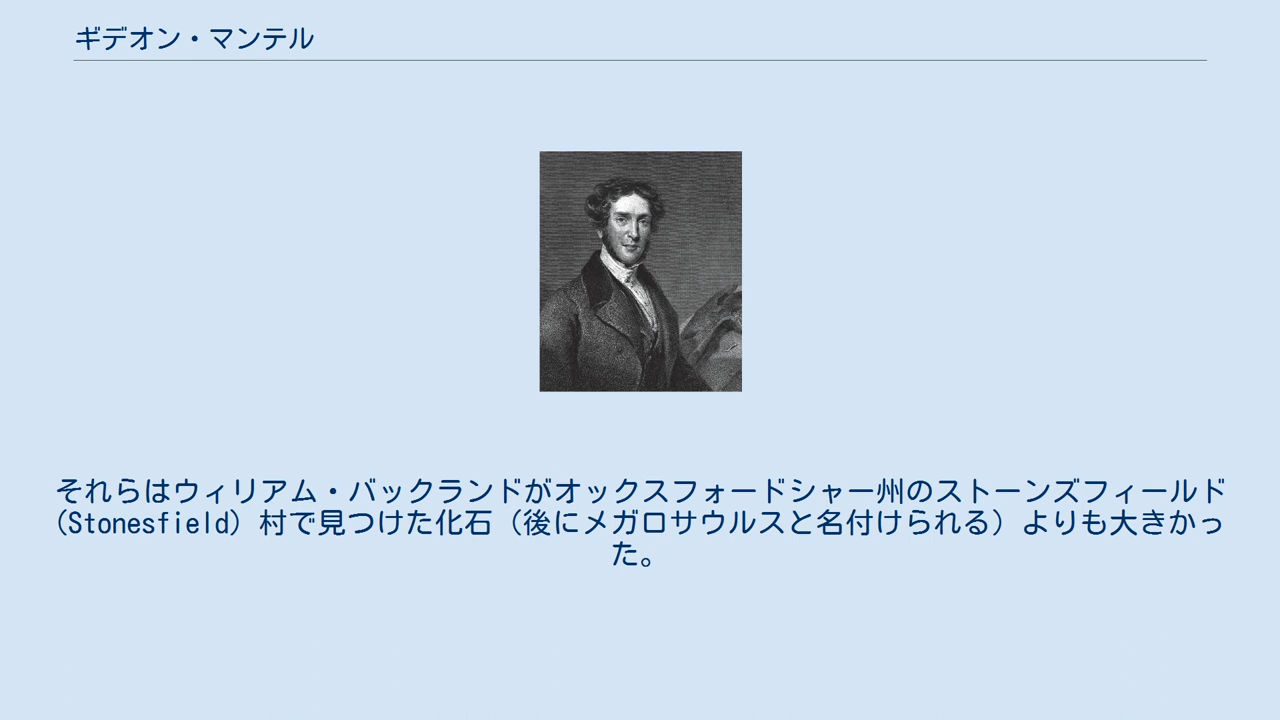 ギデオン・マンテル
それらはウィリアム・バックランドがオックスフォードシャー州のストーンズフィールド
(Stonesfield) 村で見つけた化石（後にメガロサウルスと名付けられる）よりも大きかっ
た。